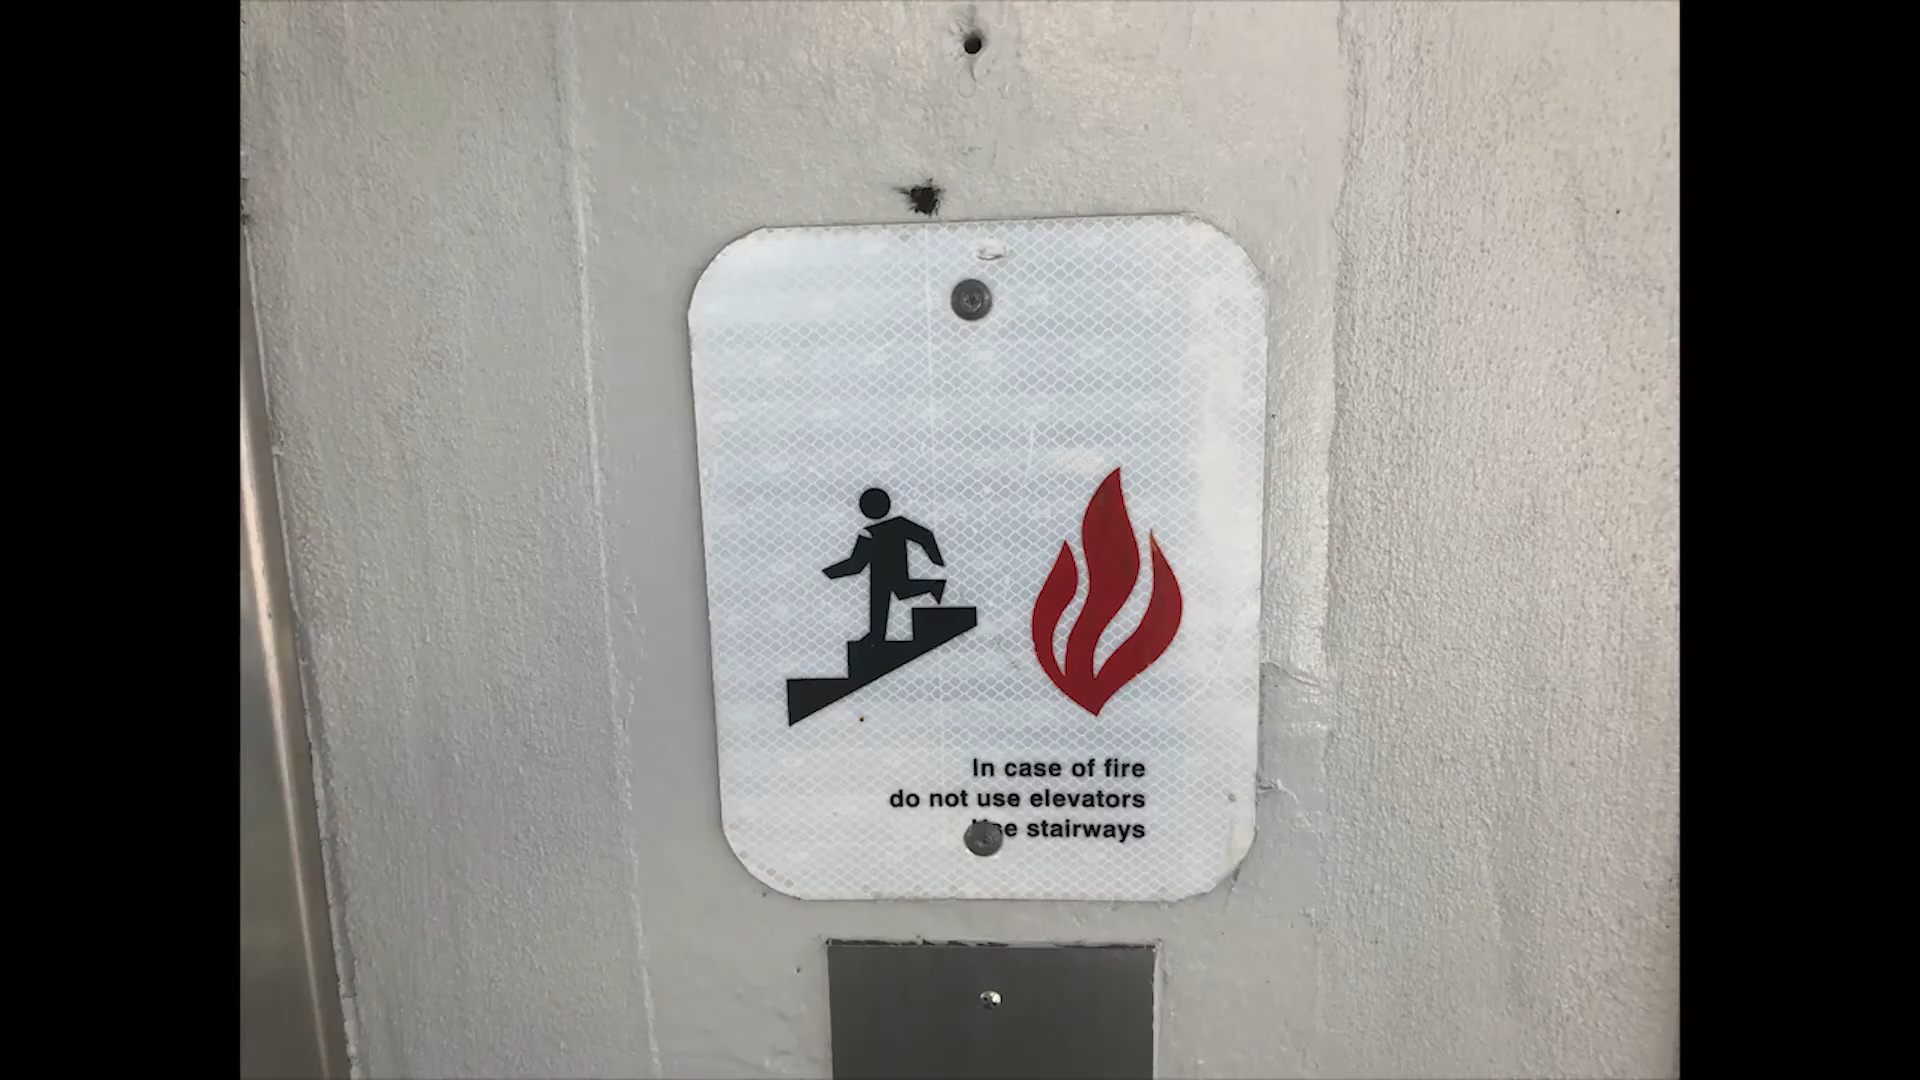 In case of fire
do not use elevators
Use stairways